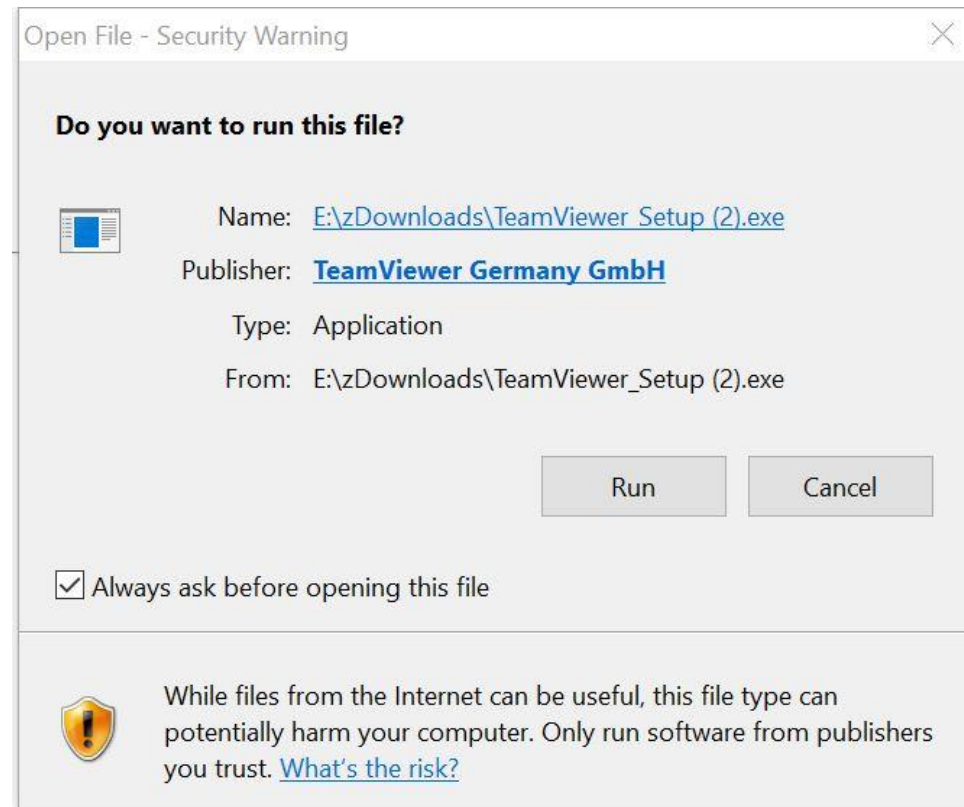 Open File - Security Warning
Do you want to run this file?
Name: E:\zDownloads\TeamViewer_Setup (2).exe
Publisher: TeamViewer Germany GmbH
Type: Application
From: E:\zDownloads\TeamViewer_Setup (2).exe
Run Cancel
Always ask before opening this file
While files from the Internet can be useful, this file type can
potentially harm your computer. Only run software from publishers
you trust. What's the risk?